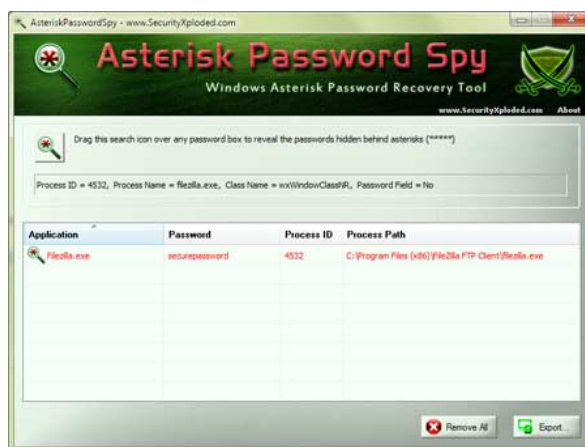 AsteriskPasswordSpy - www.SecurityXploded.com
Asterisk Password Spy
Windows Asterisk Password Recovery Tool
www.SecurityXploded.com About
Drag this search icon over any password box to reveal the passwords hidden behind asterisks (*****)
Process ID = 4532, Process Name = filezilla.exe, Class Name = wxWindowClassNR, Password Field = No
Application Password Process ID Process Path
Filezilla.exe securepassword 4532 C:\Program Files (x86)\FileZilla FTP Client\filezilla.exe
Remove All Export...